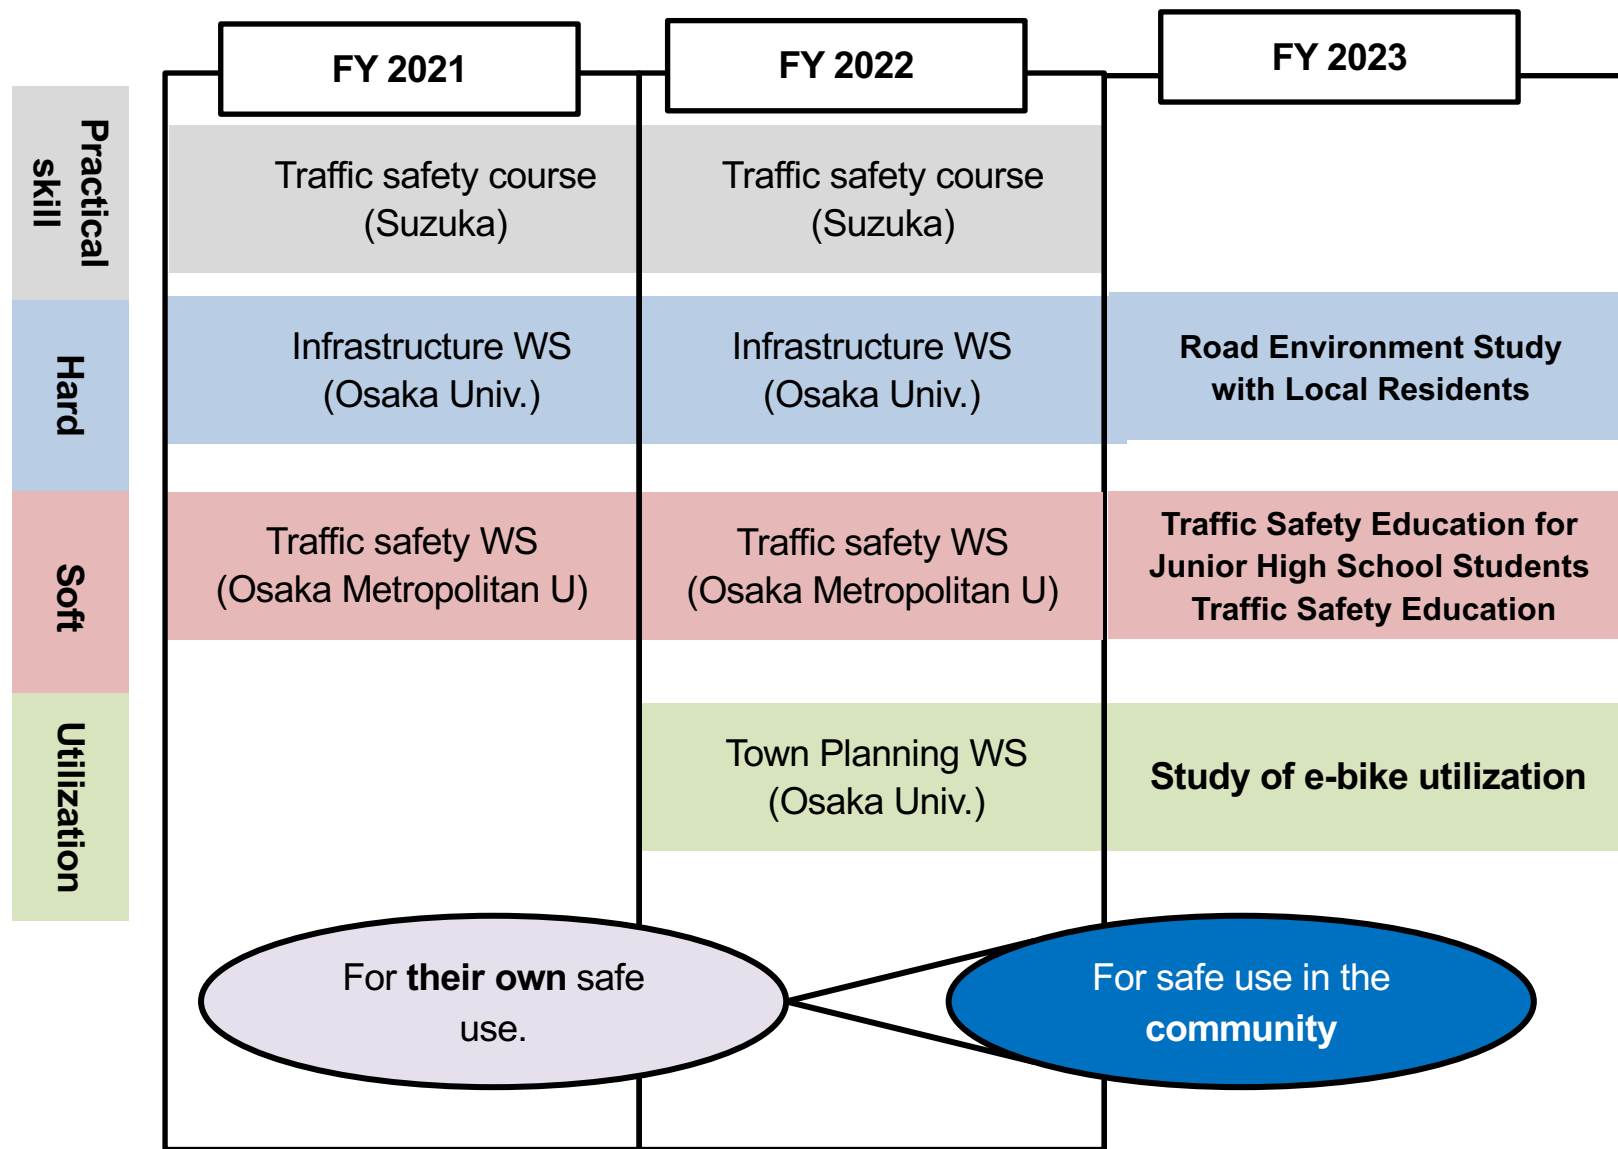 FY 2021
FY 2022
FY 2023
Practical
skill
Traffic safety course
(Suzuka)
Traffic safety course
(Suzuka)
Hard
Infrastructure WS
(Osaka Univ.)
Infrastructure WS
(Osaka Univ.)
Road Environment Study
with Local Residents
Soft
Traffic safety WS
(Osaka Metropolitan U)
Traffic safety WS
(Osaka Metropolitan U)
Traffic Safety Education for
Junior High School Students
Traffic Safety Education
Utilization
Town Planning WS
(Osaka Univ.)
Study of e-bike utilization
For their own safe
use.
For safe use in the
community